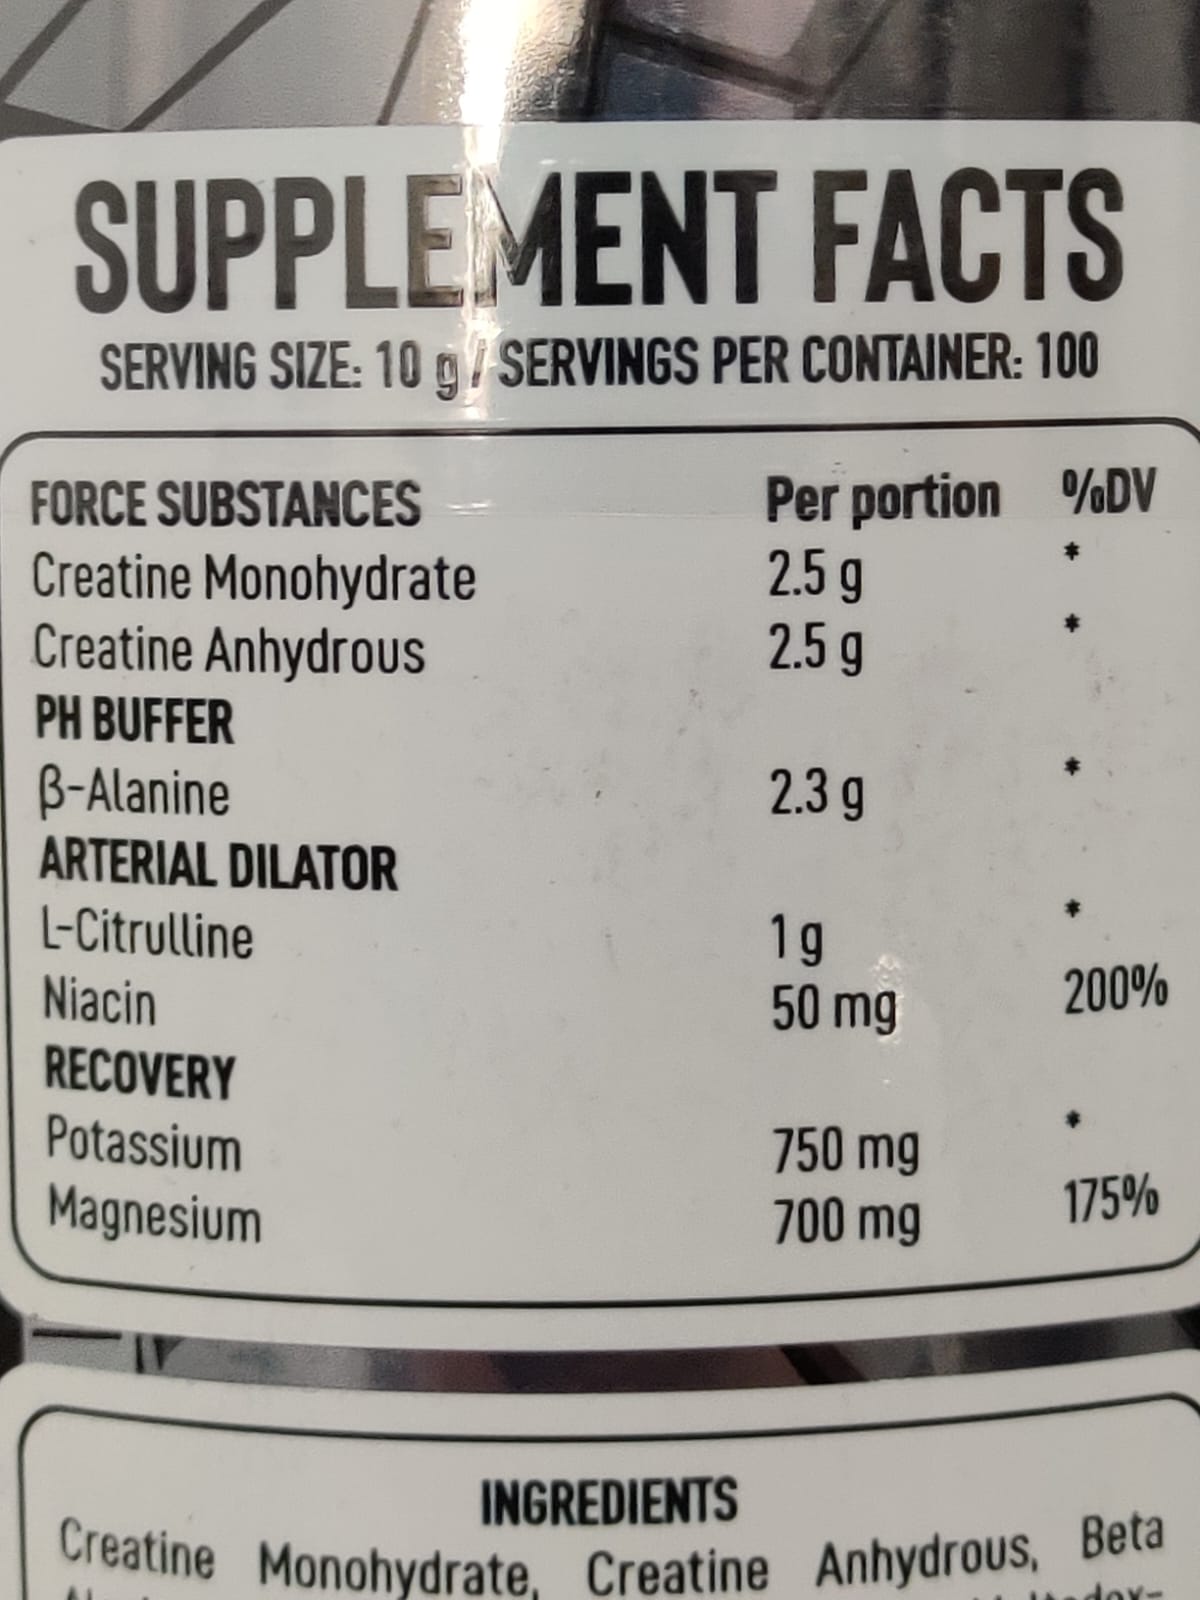 SUPPLEMENT FACTS
SERVING SIZE: 10 g / SERVINGS PER CONTAINER: 100
FORCE SUBSTANCES Per portion %DV
Creatine Monohydrate 2.5 g *
Creatine Anhydrous 2.5 g *
PH BUFFER
β-Alanine 2.3 g *
ARTERIAL DILATOR
L-Citrulline 1 g *
Niacin 50 mg 200%
RECOVERY
Potassium 750 mg *
Magnesium 700 mg 175%
INGREDIENTS
Creatine Monohydrate, Creatine Anhydrous, Beta